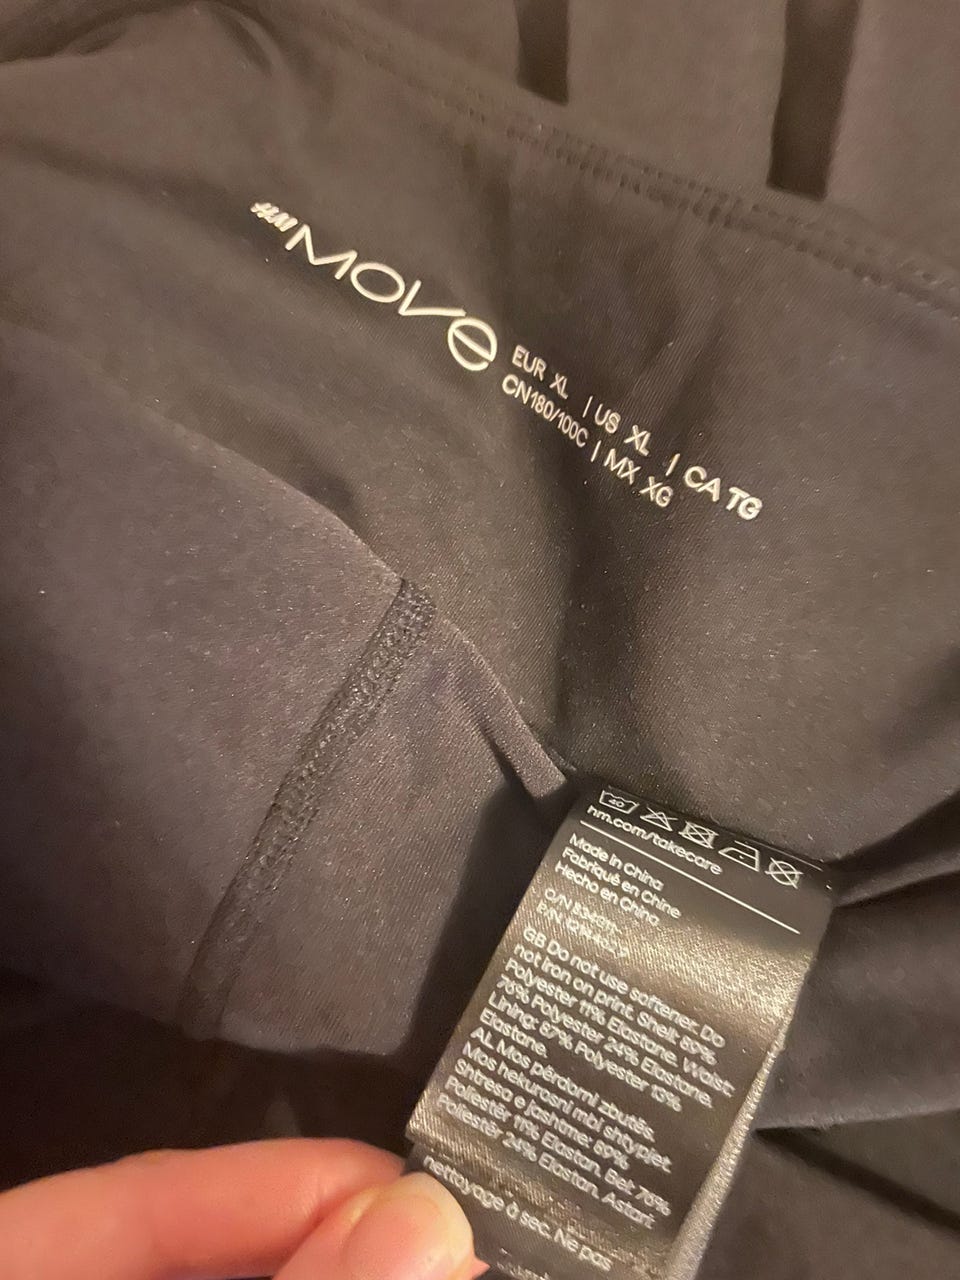 H&M
MOVE
EUR XL | US XL | CA TG
CN180/100C | MX XG
40
hm.com/takecare
Made in China
Fabriqué en Chine
Hecho en China
GB Do not use softener. Do
not iron on print. Shell: 89%
Polyester 11% Elastane. Waist:
76% Polyester 24% Elastane.
Lining: 87% Polyester 13%
Elastane.
AL Mos përdorni zbutës.
Mos hekurosni mbi shtypjet.
Shtresa e jashtme: 89%
Poliestër 11% Elastan. Bel: 76%
Poliestër 24% Elastan. Astari:
nettoyage à sec. Ne pas